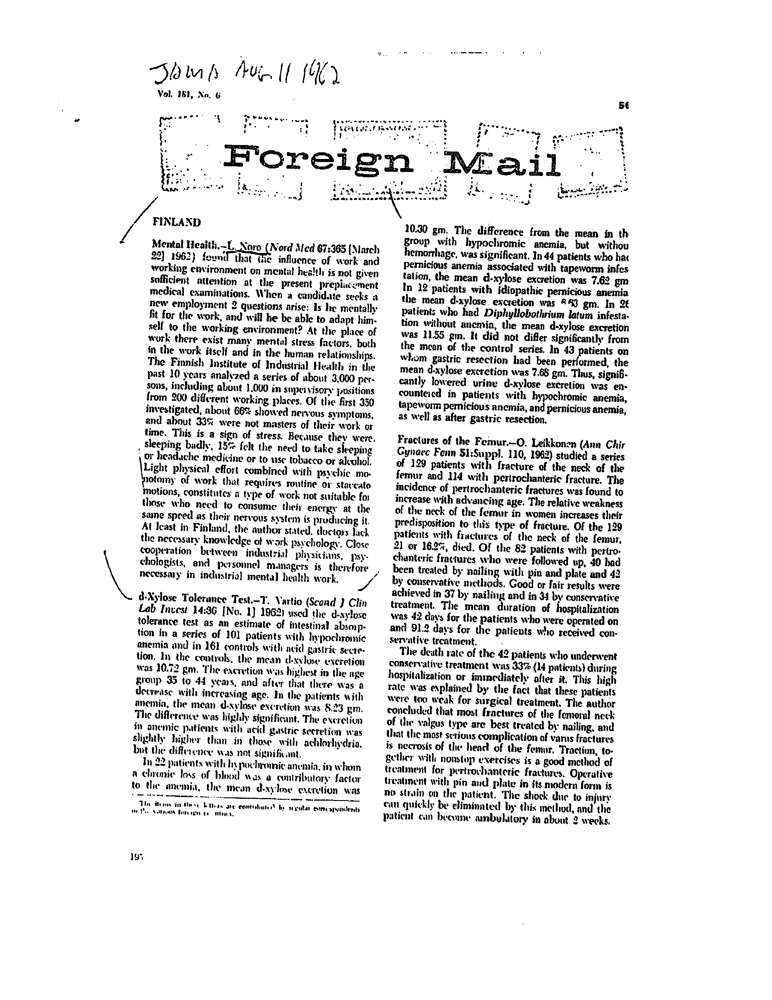 JAMA Aug 11 1962
Vol. 181, No. 6
56
Foreign Mail
FINLAND
Mental Health.—L. Noro (Nord Med 67:365 [March
22] 1962) found that the influence of work and
working environment on mental health is not given
sufficient attention at the present preplacement
medical examinations. When a candidate seeks a
new employment 2 questions arise: Is he mentally
fit for the work, and will he be able to adapt him-
self to the working environment? At the place of
work there exist many mental stress factors, both
in the work itself and in the human relationships.
The Finnish Institute of Industrial Health in the
past 10 years analyzed a series of about 3,000 per-
sons, including about 1,000 in supervisory positions
from 200 different working places. Of the first 350
investigated, about 66% showed nervous symptoms,
and about 33% were not masters of their work or
time. This is a sign of stress. Because they were
sleeping badly, 15% felt the need to take sleeping
or headache medicine or to use tobacco or alcohol.
Light physical effort combined with psychic mo-
notomy of work that requires routine or staccato
motions, constitutes a type of work not suitable for
those who need to consume their energy at the
same speed as their nervous system is producing it.
At least in Finland, the author stated, doctors lack
the necessary knowledge of work psychology. Close
cooperation between industrial physicians, psy-
chologists, and personnel managers is therefore
necessary in industrial mental health work.
d-Xylose Tolerance Test.—T. Vartio (Scand J Clin
Lab Invest 14:36 [No. 1] 1962) used the d-xylose
tolerance test as an estimate of intestinal absorp-
tion in a series of 101 patients with hypochromic
anemia and in 161 controls with acid gastric secre-
tion. In the controls, the mean d-xylose excretion
was 10.72 gm. The excretion was highest in the age
group 35 to 44 years, and after that there was a
decrease with increasing age. In the patients with
anemia, the mean d-xylose excretion was 8.23 gm.
The difference was highly significant. The excretion
in anemic patients with acid gastric secretion was
slightly higher than in those with achlorhydria,
but the difference was not significant.
In 22 patients with hypochromic anemia, in whom
a chronic loss of blood was a contributory factor
to the anemia, the mean d-xylose excretion was
The items in these letters are contributed by regular correspondents
in the various foreign countries.
10.30 gm. The difference from the mean in th
group with hypochromic anemia, but withou
hemorrhage, was significant. In 44 patients who had
pernicious anemia associated with tapeworm infes
tation, the mean d-xylose excretion was 7.62 gm
In 12 patients with idiopathic pernicious anemia
the mean d-xylose excretion was 53 gm. In 26
patients who had Diphyllobothrium latum infesta-
tion without anemia, the mean d-xylose excretion
was 11.55 gm. It did not differ significantly from
the mean of the control series. In 43 patients on
whom gastric resection had been performed, the
mean d-xylose excretion was 7.68 gm. Thus, signifi-
cantly lowered urine d-xylose excretion was en-
countered in patients with hypochromic anemia,
tapeworm pernicious anemia, and pernicious anemia,
as well as after gastric resection.
Fractures of the Femur.—O. Leikkonen (Ann Chir
Gynaec Fenn 51:Suppl. 110, 1962) studied a series
of 129 patients with fracture of the neck of the
femur and 114 with pertrochanteric fracture. The
incidence of pertrochanteric fractures was found to
increase with advancing age. The relative weakness
of the neck of the femur in women increases their
predisposition to this type of fracture. Of the 129
patients with fractures of the neck of the femur,
21 or 16.2%, died. Of the 82 patients with pertro-
chanteric fractures who were followed up, 40 had
been treated by nailing with pin and plate and 42
by conservative methods. Good or fair results were
achieved in 37 by nailing and in 34 by conservative
treatment. The mean duration of hospitalization
was 42 days for the patients who were operated on
and 91.2 days for the patients who received con-
servative treatment.
The death rate of the 42 patients who underwent
conservative treatment was 33% (14 patients) during
hospitalization or immediately after it. This high
rate was explained by the fact that these patients
were too weak for surgical treatment. The author
concluded that most fractures of the femoral neck
of the valgus type are best treated by nailing, and
that the most serious complication of varus fractures
is necrosis of the head of the femur. Traction, to-
gether with nonstop exercises is a good method of
treatment for pertrochanteric fractures. Operative
treatment with pin and plate in its modern form is
no strain on the patient. The shock due to injury
can quickly be eliminated by this method, and the
patient can become ambulatory in about 2 weeks.